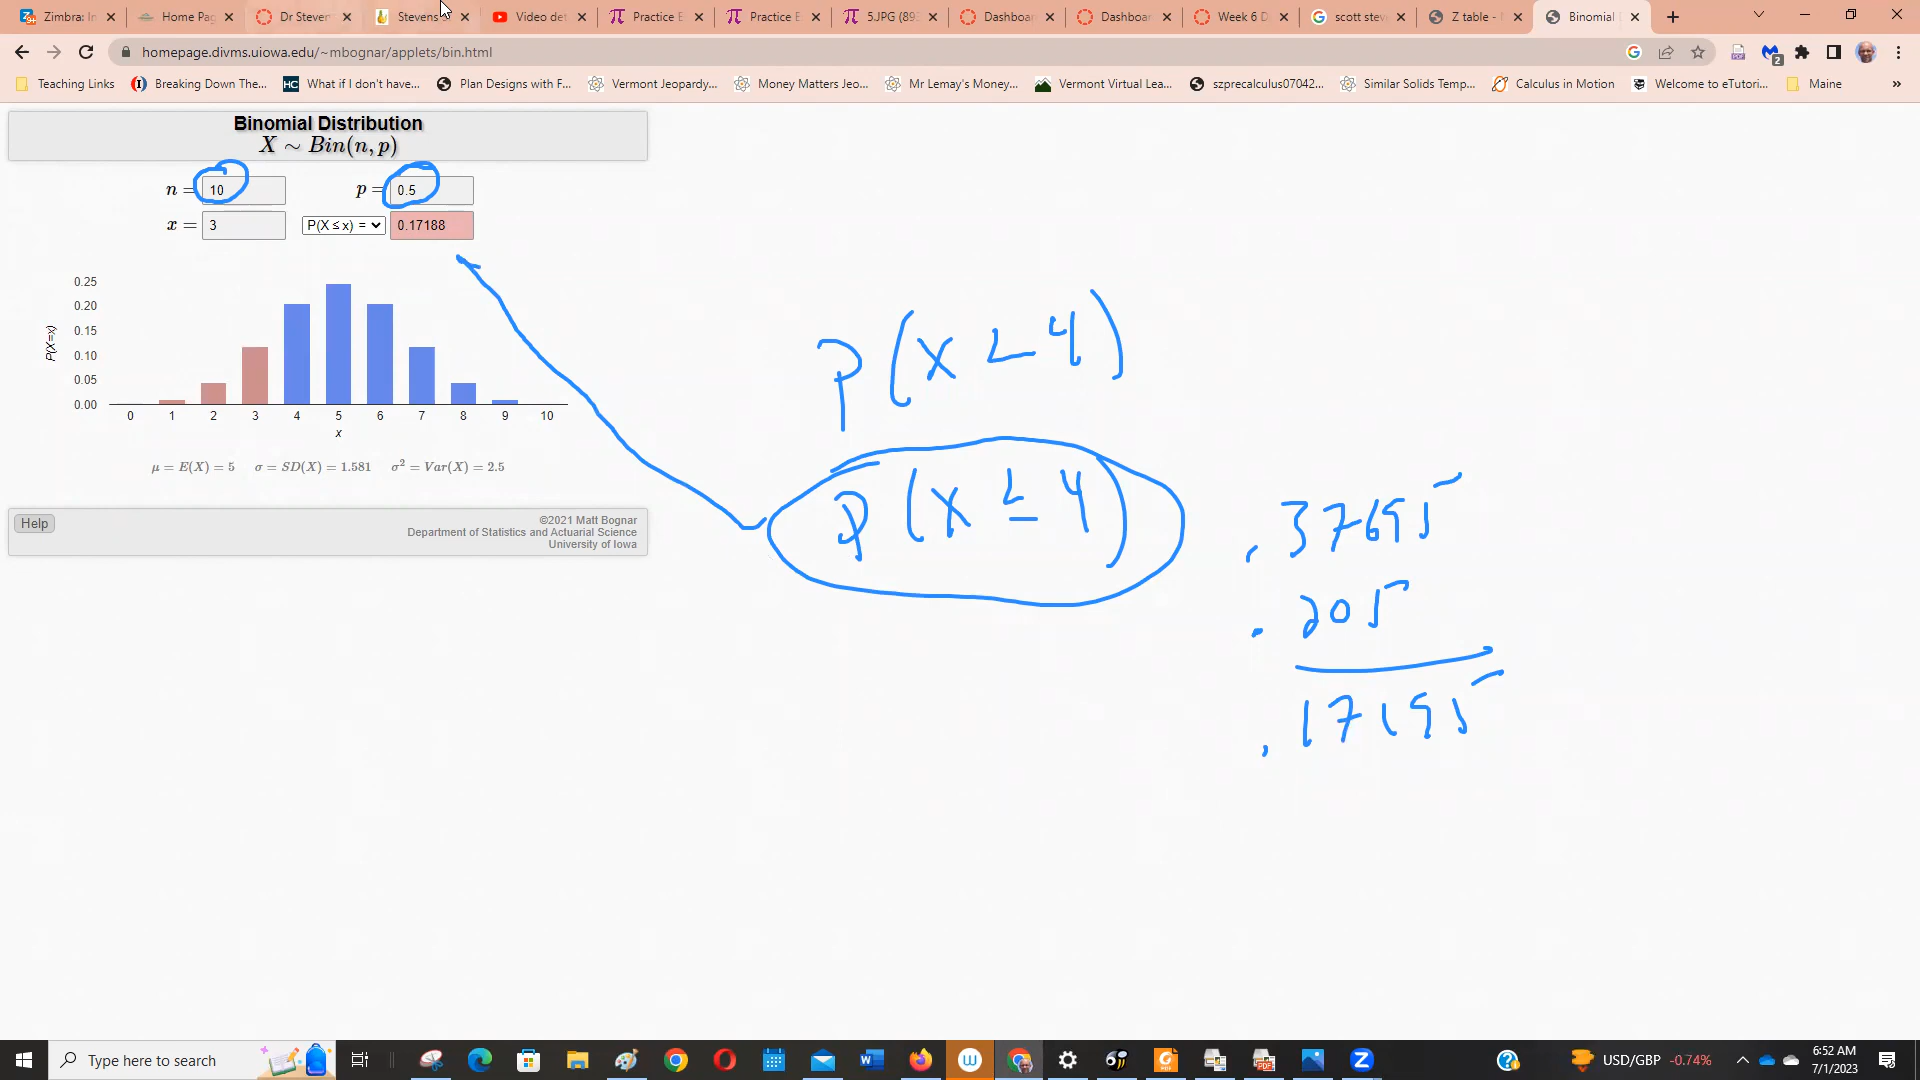 Zimbra: In
Home Pag
Dr Steven
Stevens
Video det
Practice E
Practice E
5.JPG (89
Dashboar
Dashboar
Week 6 D
scott stev
Z table -
Binomial
homepage.divms.uiowa.edu/~mbognar/applets/bin.html
2
Teaching Links
Breaking Down The...
HC What if I don't have...
Plan Designs with F...
Vermont Jeopardy...
Money Matters Jeo...
Mr Lemay's Money...
Vermont Virtual Lea...
szprecalculus07042...
Similar Solids Temp...
Calculus in Motion
Welcome to eTutori...
Maine
»
Binomial Distribution
X ∼ Bin(n, p)
n = 10
p = 0.5
x = 3
P(X ≤ x) = 0.17188
0.25
0.20
0.15
0.10
0.05
0.00
P(X=x)
0 1 2 3 4 5 6 7 8 9 10
x
μ = E(X) = 5 σ = SD(X) = 1.581 σ² = Var(X) = 2.5
Help
©2021 Matt Bognar
Department of Statistics and Actuarial Science
University of Iowa
P(X < 4)
P(X ≤ 4)
.37695
.205
.17195
Type here to search
USD/GBP -0.74%
6:52 AM
7/1/2023